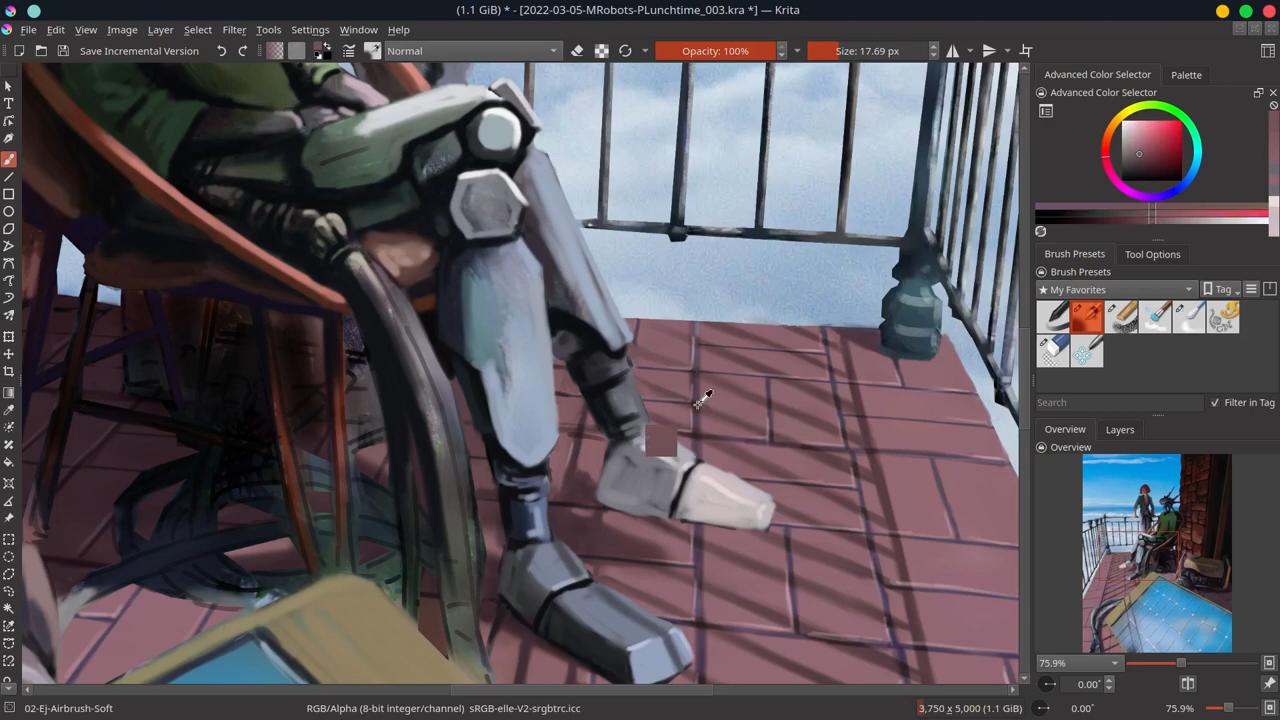 (1.1 GiB) * - [2022-03-05-MRobots-PLunchtime_003.kra *] — Krita
File Edit View Image Layer Select Filter Tools Settings Window Help
Save Incremental Version Normal Opacity: 100% Size: 17.69 px
Advanced Color Selector Palette
Advanced Color Selector
Brush Presets Tool Options
Brush Presets
★ My Favorites Tag
Search Filter in Tag
Overview Layers
Overview
75.9%
0.00°
02-Ej-Airbrush-Soft RGB/Alpha (8-bit integer/channel) sRGB-elle-V2-srgbtrc.icc 3,750 x 5,000 (1.1 GiB) 0.00° 75.9%